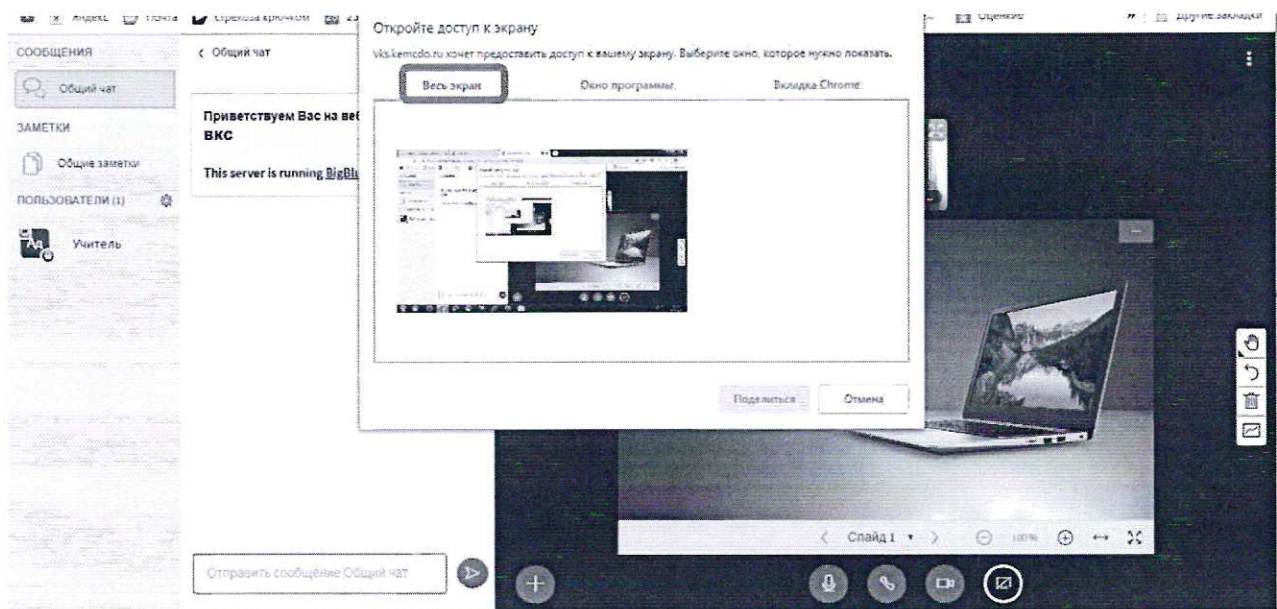 Яндекс Почта Стрекоза крючком
Оценкие » Другие закладки
СООБЩЕНИЯ
Общий чат
ЗАМЕТКИ
Общие заметки
ПОЛЬЗОВАТЕЛИ (1)
Учитель
Общий чат
Приветствуем Вас на ве
ВКС
This server is running BigBlu
Отправить сообщение Общий чат
Откройте доступ к экрану
vks.kemcdo.ru хочет предоставить доступ к вашему экрану. Выберите окно, которое нужно показать.
Весь экран Окно программы Вкладка Chrome
Поделиться Отмена
Слайд 1 100%